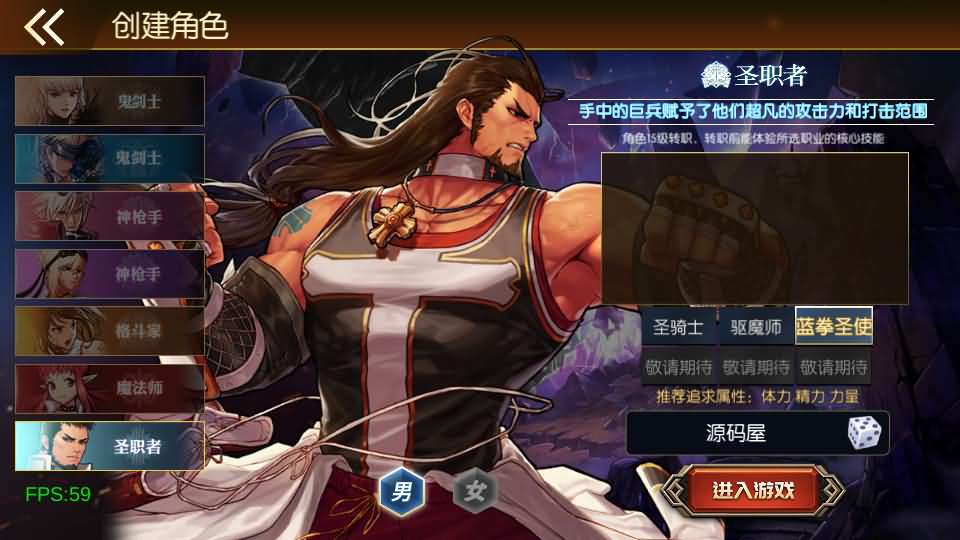 创建角色
鬼剑士
鬼剑士
神枪手
神枪手
格斗家
魔法师
圣职者
FPS:59
男
女
圣职者
手中的巨兵赋予了他们超凡的攻击力和打击范围
角色15级转职，转职前能体验所选职业的核心技能
圣骑士 驱魔师 蓝拳圣使
敬请期待 敬请期待 敬请期待
推荐追求属性：体力 精力 力量
源码屋
进入游戏